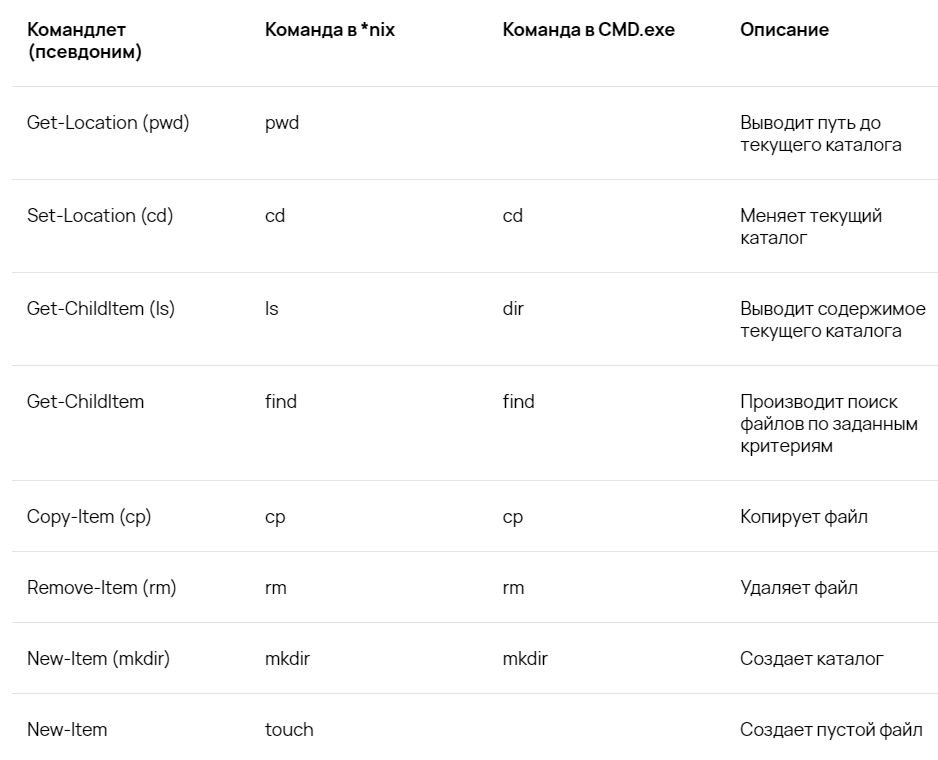 Командлет
(псевдоним)
Команда в *nix
Команда в CMD.exe
Описание
Get-Location (pwd)
pwd
Выводит путь до
текущего каталога
Set-Location (cd)
cd
cd
Меняет текущий
каталог
Get-ChildItem (ls)
ls
dir
Выводит содержимое
текущего каталога
Get-ChildItem
find
find
Производит поиск
файлов по заданным
критериям
Copy-Item (cp)
cp
cp
Копирует файл
Remove-Item (rm)
rm
rm
Удаляет файл
New-Item (mkdir)
mkdir
mkdir
Создает каталог
New-Item
touch
Создает пустой файл